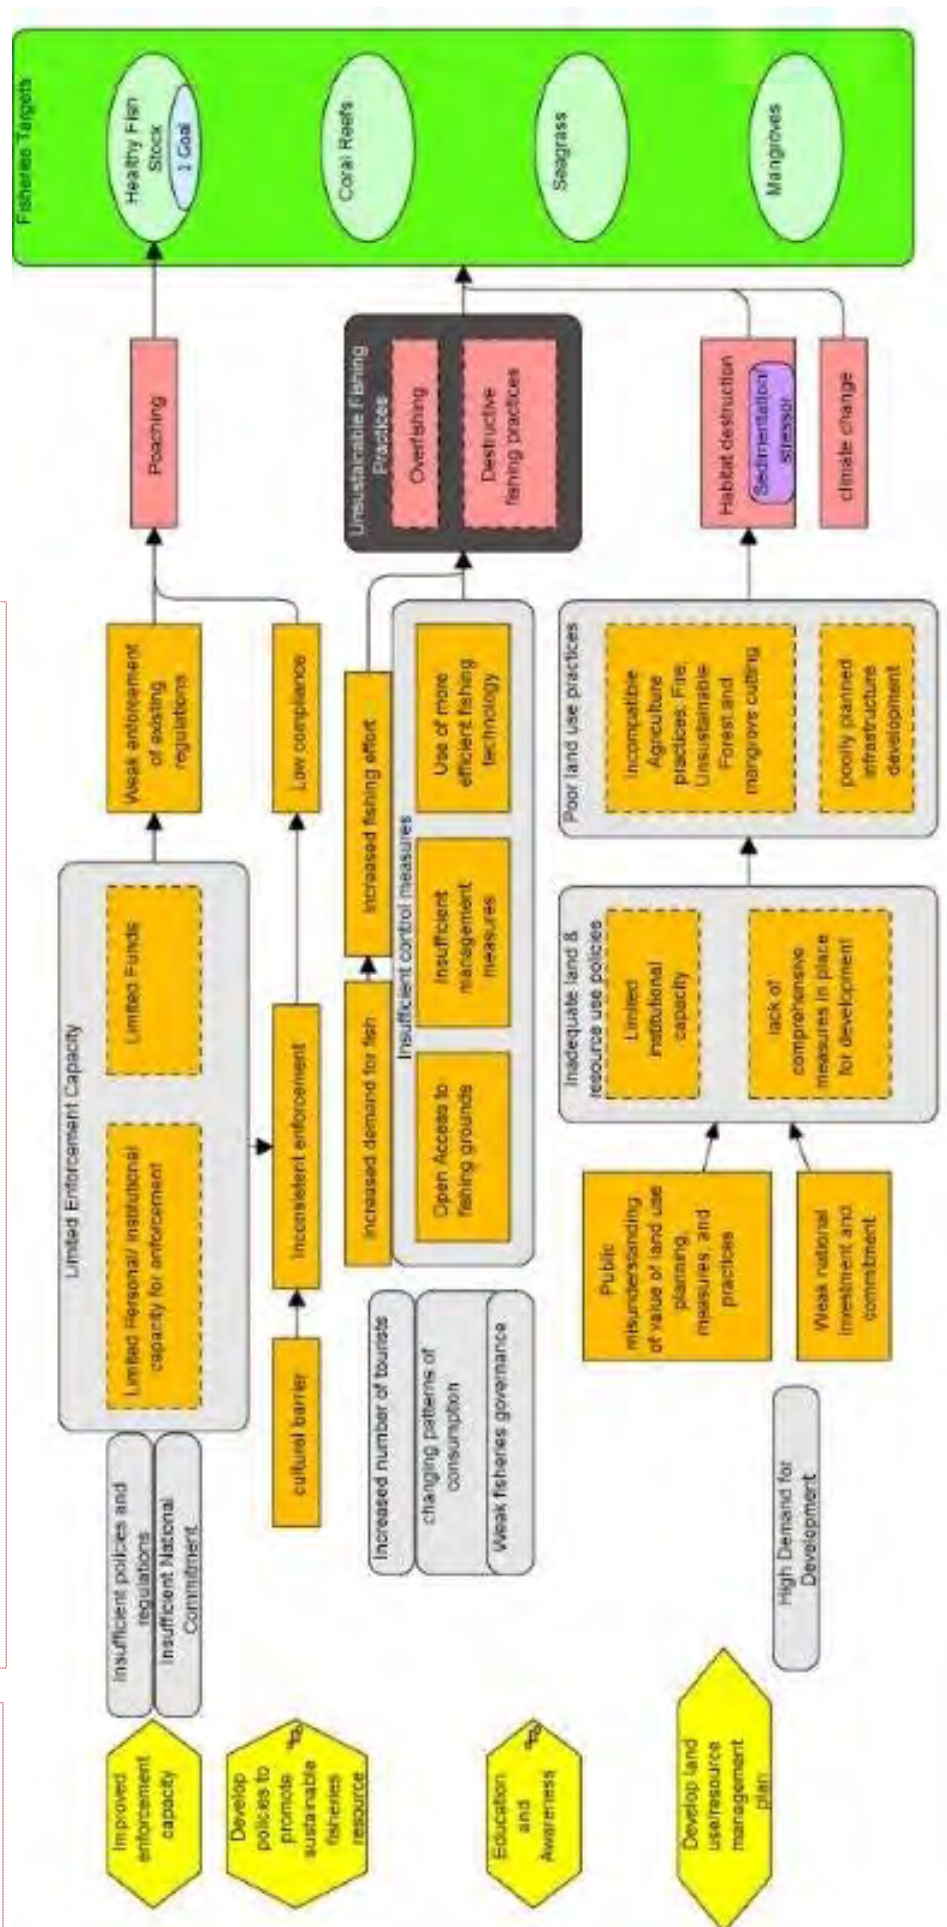 Improved
enforcement
capacity
Develop
policies to
promote
sustainable
fisheries
resource
Education
and
Awareness
Develop land
use/resource
management
plan
Insufficient policies and
regulations
Insufficient National
Commitment
Limited Enforcement Capacity
Limited Personal/ Institutional
capacity for enforcement
Limited Funds
Weak enforcement
of existing
regulations
Poaching
cultural barrier
Inconsistent enforcement
Low compliance
Increased number of tourists
changing patterns of
consumption
Weak fisheries governance
Increased demand for fish
Increased fishing effort
Insufficient control measures
Open Access to
fishing grounds
Insufficient
management
measures
Use of more
efficient fishing
technology
Unsustainable Fishing
Practices
Overfishing
Destructive
fishing practices
High Demand for
Development
Public
misunderstanding
of value of land use
planning,
measures, and
practices
Weak national
investment and
commitment
Inadequate land &
resource use policies
Limited
institutional
capacity
lack of
comprehensive
measures in place
for development
Poor land use practices
Incompatible
Agriculture
practices, Fire,
Unsustainable
Forest and
mangrove cutting
poorly planned
infrastructure
development
Habitat destruction
Sedimentation/
stressor
climate change
Fisheries Targets
Healthy Fish
Stock
1 Goal
Coral Reefs
Seagrass
Mangroves